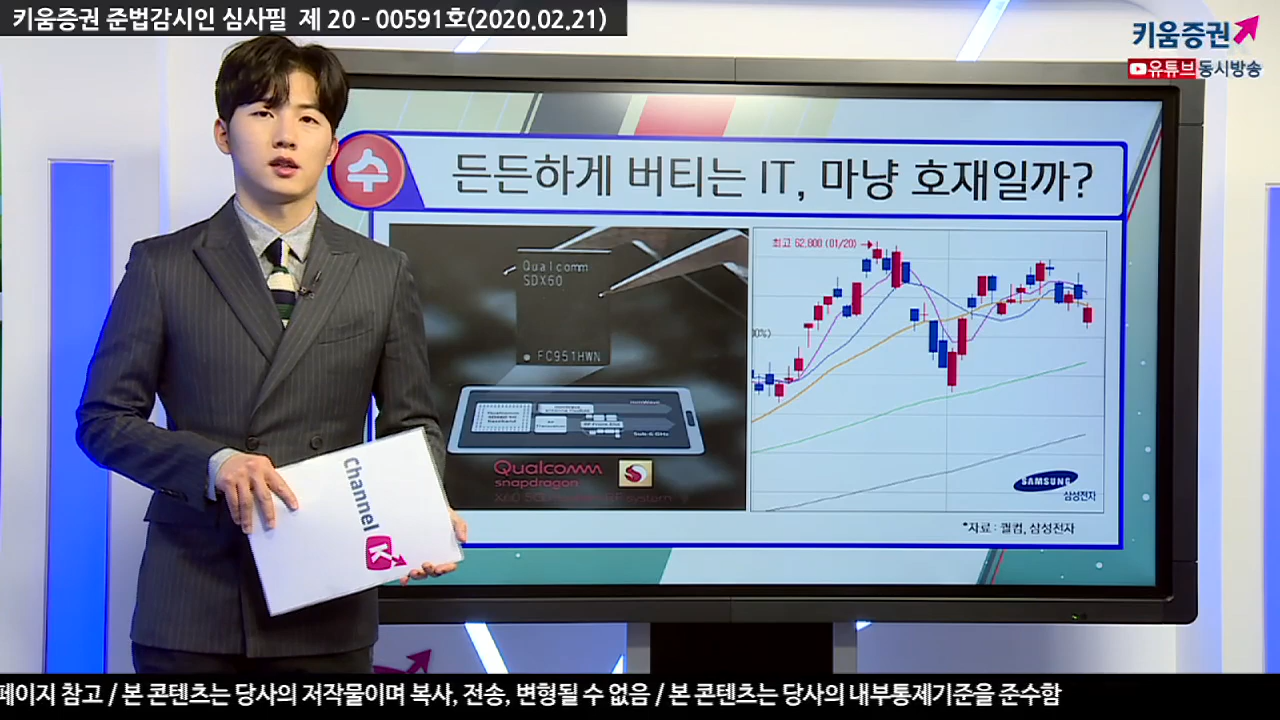 키움증권 준법감시인 심사필 제 20 - 00591호(2020.02.21)
키움증권
유튜브동시방송
수
든든하게 버티는 IT, 마냥 호재일까?
최고 62,800 (01/20)
Qualcomm
SDX60
FC951HWN
Sub-6 GHz
Qualcomm
snapdragon
SAMSUNG
삼성전자
*자료 : 퀄컴, 삼성전자
Channel K
페이지 참고 / 본 콘텐츠는 당사의 저작물이며 복사, 전송, 변형될 수 없음 / 본 콘텐츠는 당사의 내부통제기준을 준수함